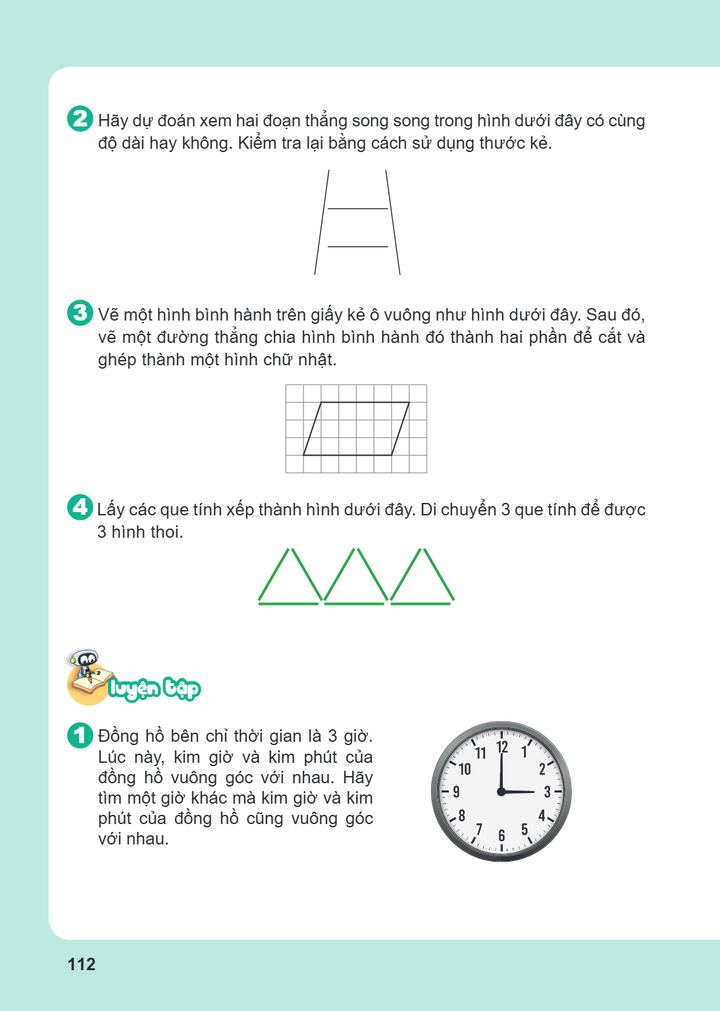 2 Hãy dự đoán xem hai đoạn thẳng song song trong hình dưới đây có cùng
độ dài hay không. Kiểm tra lại bằng cách sử dụng thước kẻ.
3 Vẽ một hình bình hành trên giấy kẻ ô vuông như hình dưới đây. Sau đó,
vẽ một đường thẳng chia hình bình hành đó thành hai phần để cắt và
ghép thành một hình chữ nhật.
4 Lấy các que tính xếp thành hình dưới đây. Di chuyển 3 que tính để được
3 hình thoi.
luyện tập
1 Đồng hồ bên chỉ thời gian là 3 giờ.
Lúc này, kim giờ và kim phút của
đồng hồ vuông góc với nhau. Hãy
tìm một giờ khác mà kim giờ và kim
phút của đồng hồ cũng vuông góc
với nhau.
12
1
2
3
4
5
6
7
8
9
10
11
112